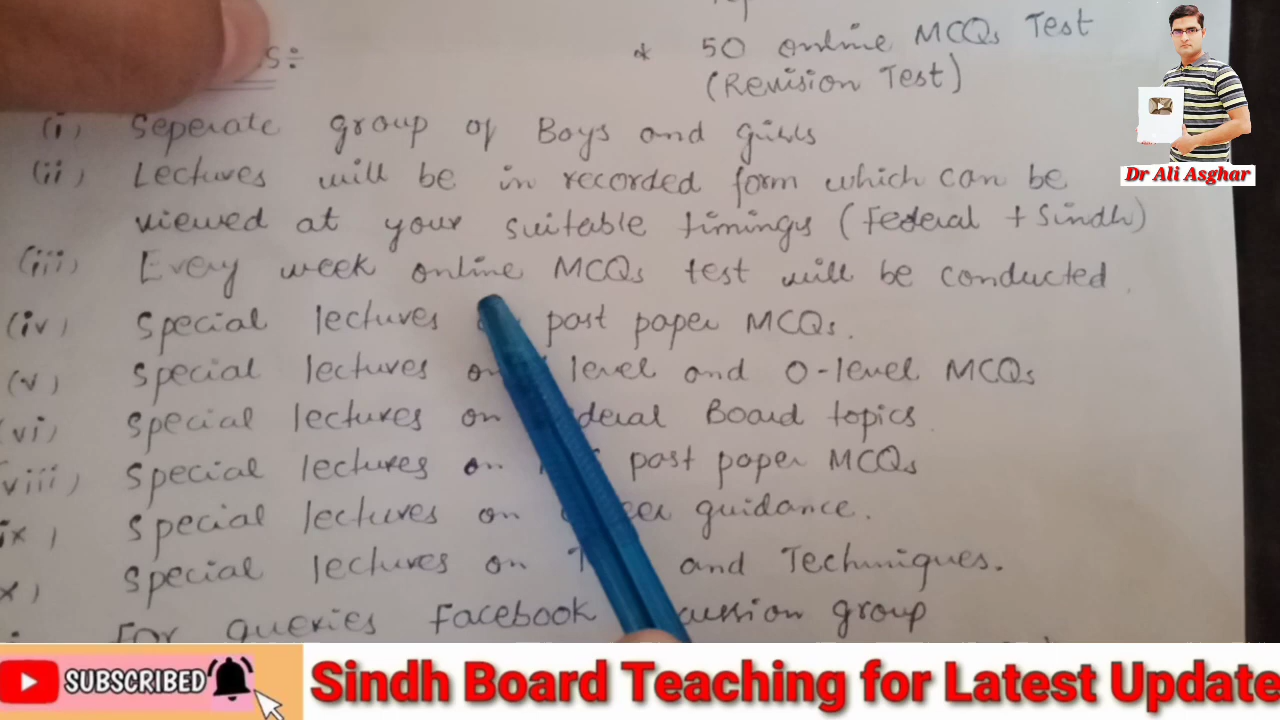 * 50 online MCQs Test
(Revision Test)
(i) Seperate group of Boys and girls
(ii) Lectures will be in recorded form which can be
viewed at your suitable timings (Federal + Sindh)
(iii) Every week online MCQs test will be conducted.
(iv) Special lectures past paper MCQs.
(v) Special lectures on level and O-level MCQs
(vi) Special lectures on Board topics
(viii) Special lectures on past paper MCQs
(ix) Special lectures on guidance.
(x) Special lectures on and Techniques.
For queries Facebook group
Dr Ali Asghar
SUBSCRIBED
Sindh Board Teaching for Latest Update